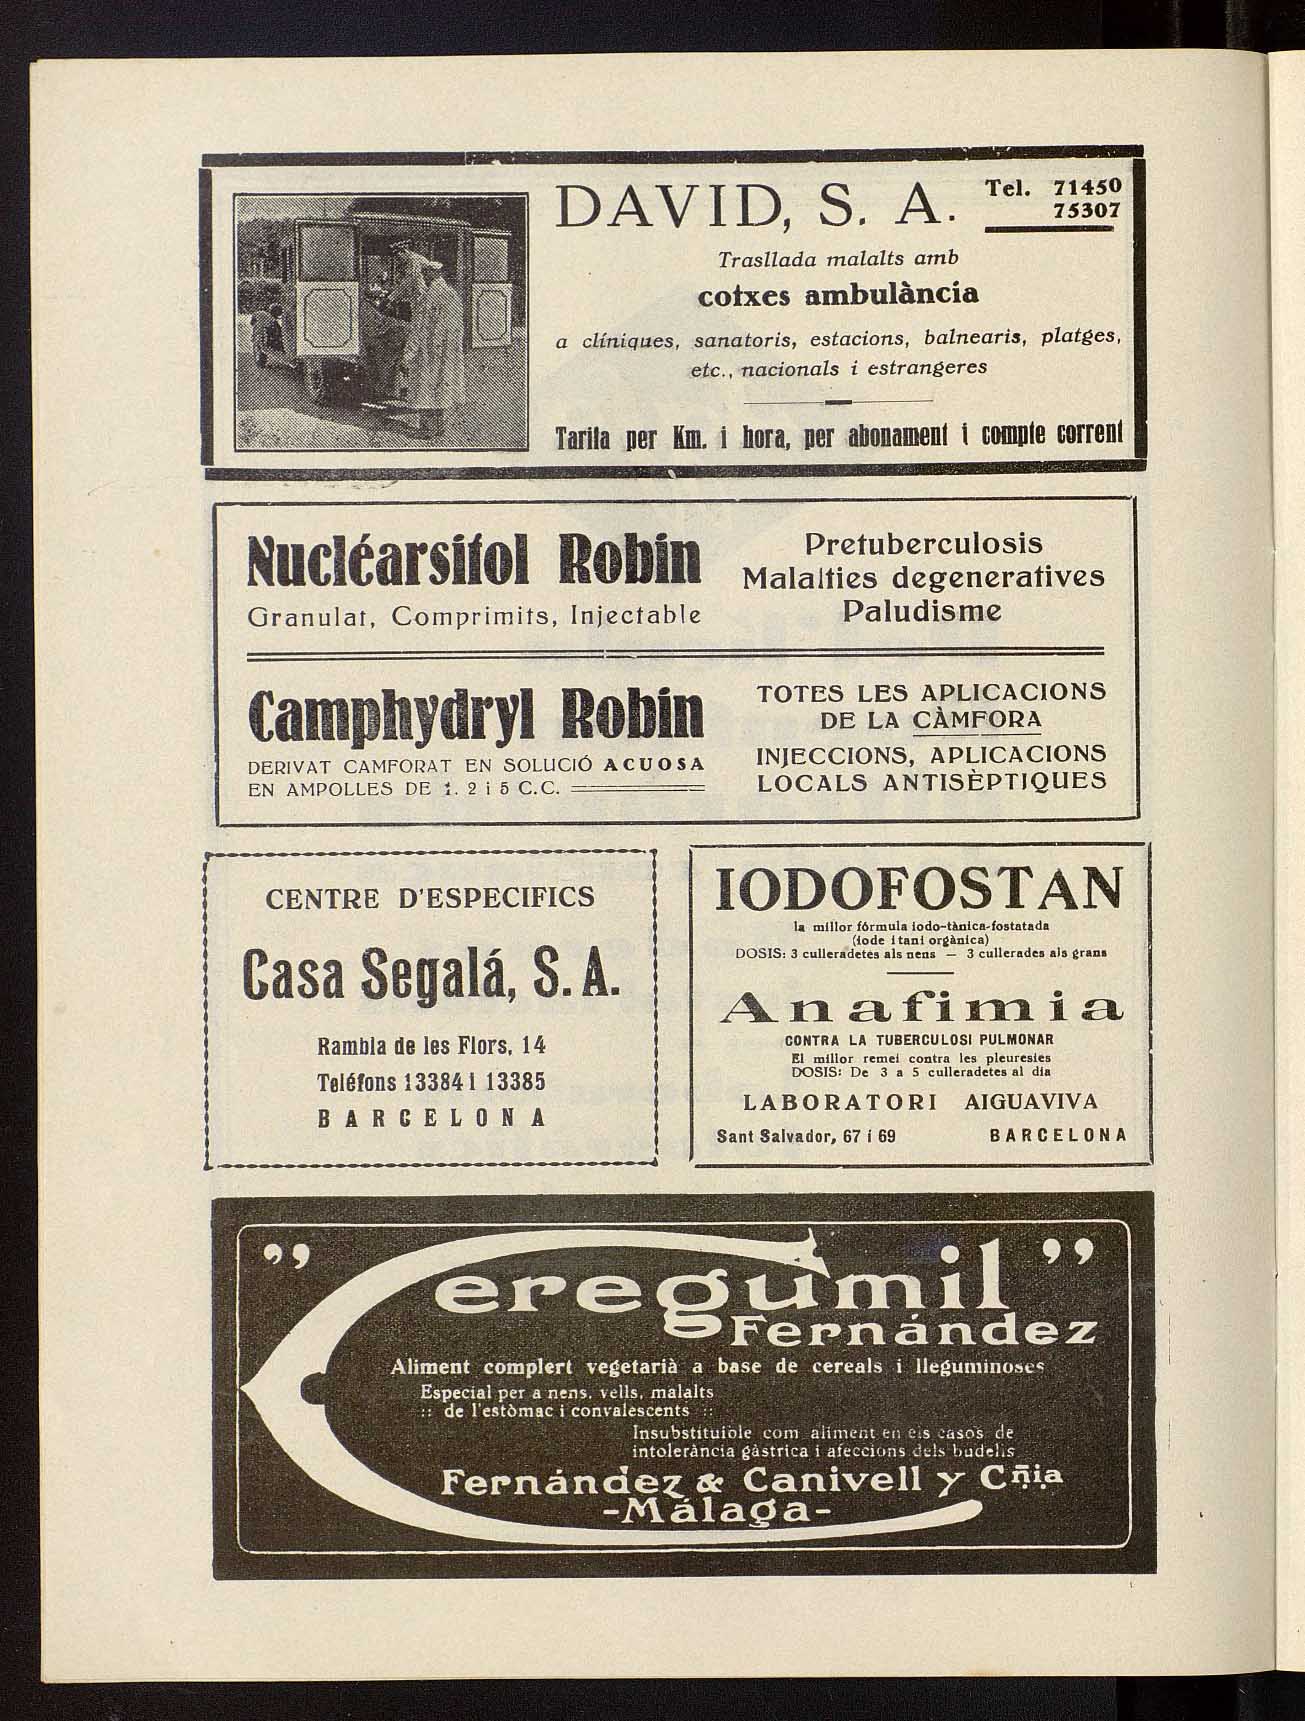 DAVID, S. A.
Tel. 71450
75307
Trasllada malalts amb
cotxes ambulància
a clíniques, sanatoris, estacions, balnearis, platges,
etc., nacionals i estrangeres
Tarifa per Km. i hora, per abonament i compte corrent
Nucléarsitol Robin
Granulat, Comprimits, Injectable
Pretuberculosis
Malalties degeneratives
Paludisme
Camphydryl Robin
DERIVAT CAMFORAT EN SOLUCIÓ ACUOSA
EN AMPOLLES DE 1. 2 i 5 C.C.
TOTES LES APLICACIONS
DE LA CÀMFORA
INJECCIONS, APLICACIONS
LOCALS ANTISÈPTIQUES
CENTRE D'ESPECIFICS
Casa Segalá, S. A.
Rambla de les Flors, 14
Telèfons 13384 i 13385
BARCELONA
IODOFOSTAN
la millor fórmula iodo-tànica-fostatada
(iode i tani orgànica)
DOSIS: 3 culleradetes als nens — 3 cullerades als grans
Anafimia
CONTRA LA TUBERCULOSI PULMONAR
El millor remei contra les pleuresies
DOSIS: De 3 a 5 culleradetes al dia
LABORATORI AIGUAVIVA
Sant Salvador, 67 i 69 BARCELONA
"Ceregumil"
Fernández
Aliment complert vegetarià a base de cereals i lleguminoses
Especial per a nens, vells, malalts
:: de l'estòmac i convalescents ::
Insubstituïble com aliment en els casos de
intolerància gàstrica i afeccions dels budells
Fernández & Canivell y Cñia
-Málaga-